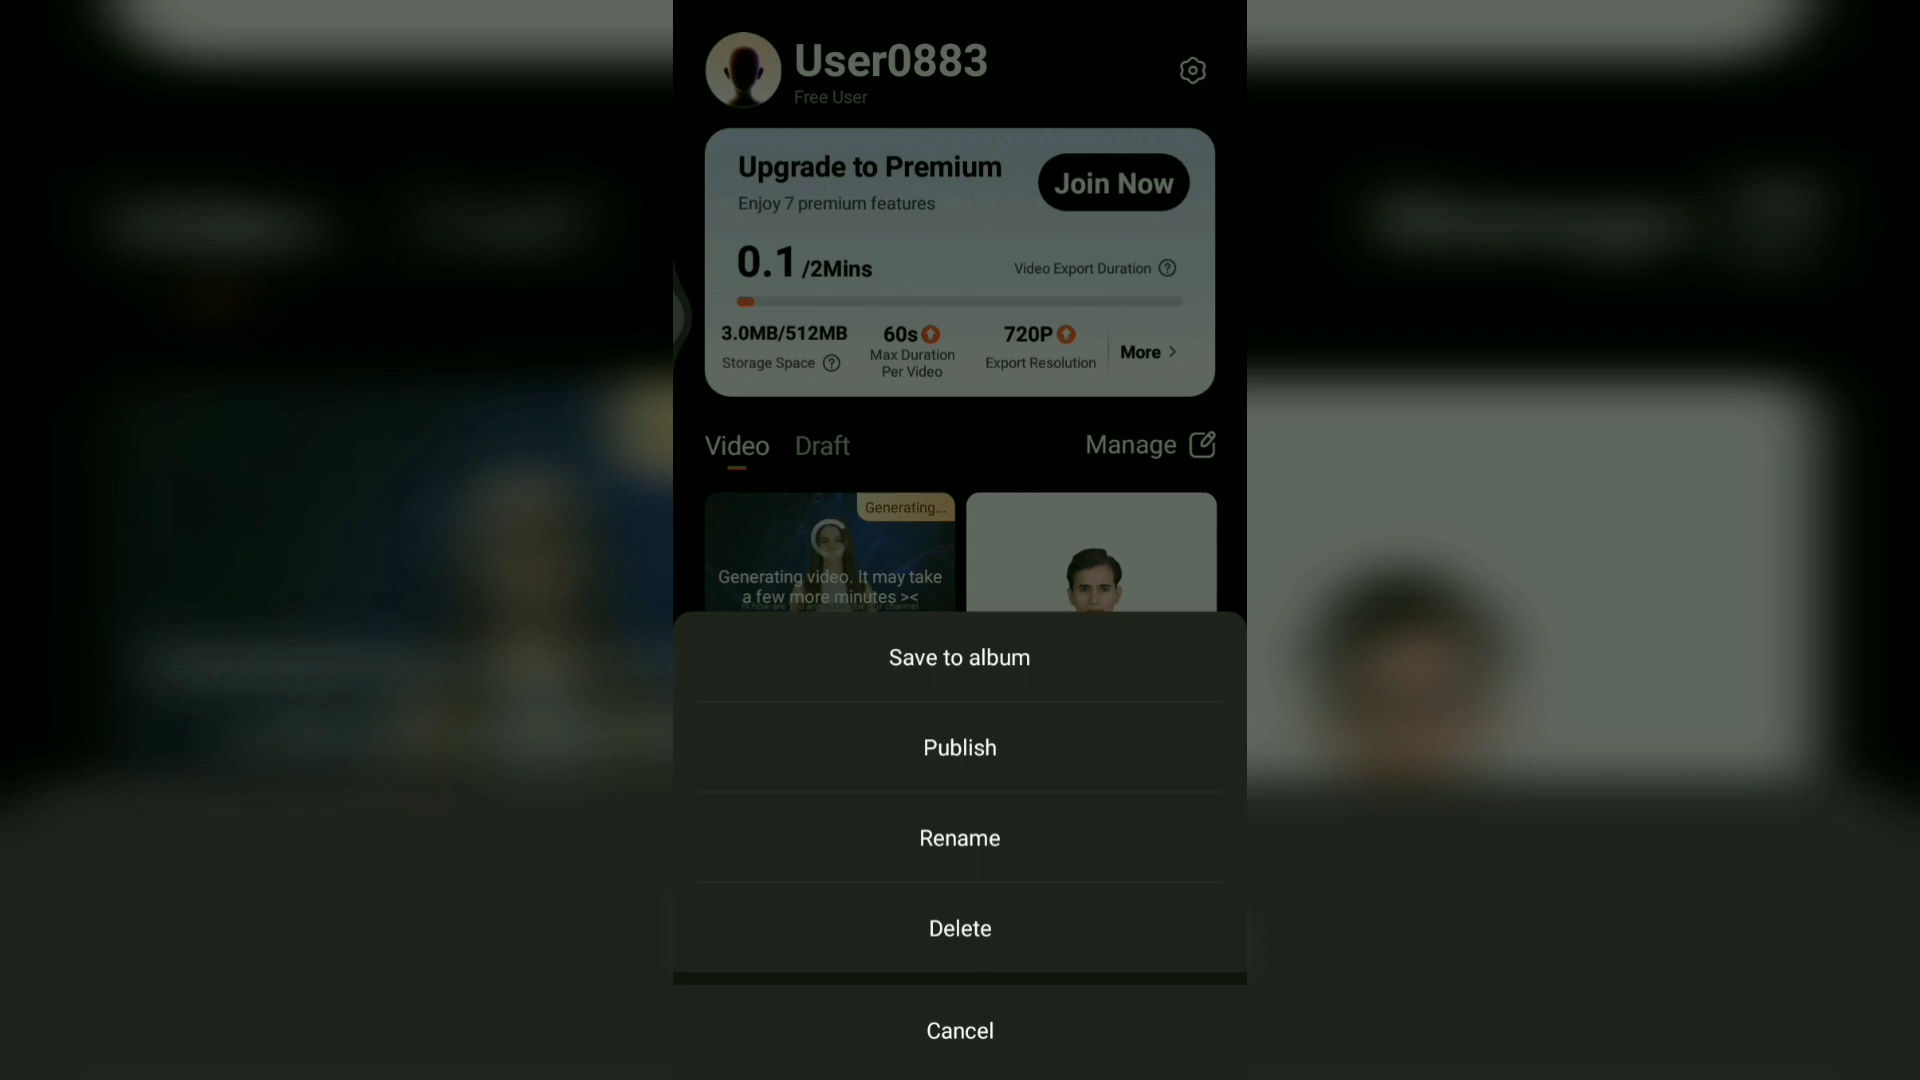 User0883
Free User
Upgrade to Premium
Join Now
Enjoy 7 premium features
0.1 /2Mins
Video Export Duration
3.0MB/512MB
Storage Space
60s
Max Duration
Per Video
720P
Export Resolution
More
Video
Draft
Manage
Generating...
Generating video. It may take
a few more minutes ><
Save to album
Publish
Rename
Delete
Cancel